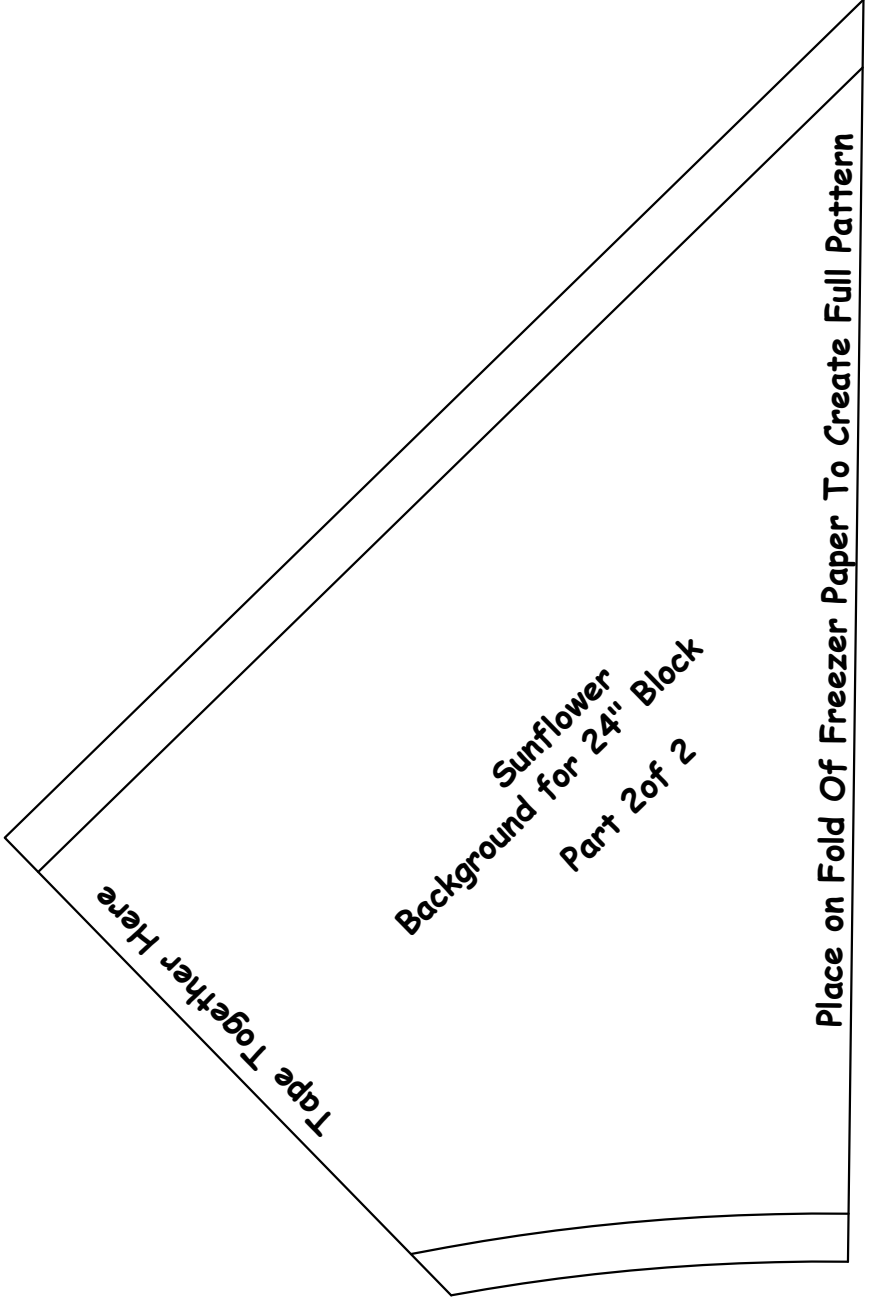 Place on Fold Of Freezer Paper To Create Full Pattern
Sunflower
Background for 24" Block
Part 2of 2
Tape Together Here